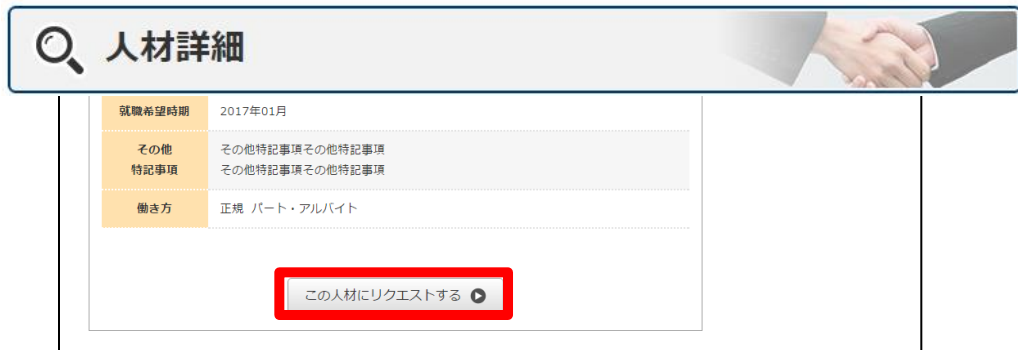 人材詳細
就職希望時期 2017年01月
その他 その他特記事項その他特記事項
特記事項 その他特記事項その他特記事項
働き方 正規 パート・アルバイト
この人材にリクエストする